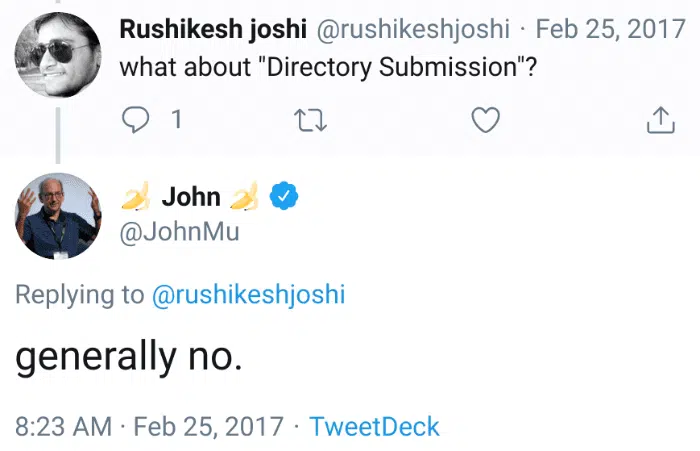 Rushikesh joshi @rushikeshjoshi · Feb 25, 2017
what about "Directory Submission"?
1
🍌 John 🍌
@JohnMu
Replying to @rushikeshjoshi
generally no.
8:23 AM · Feb 25, 2017 · TweetDeck